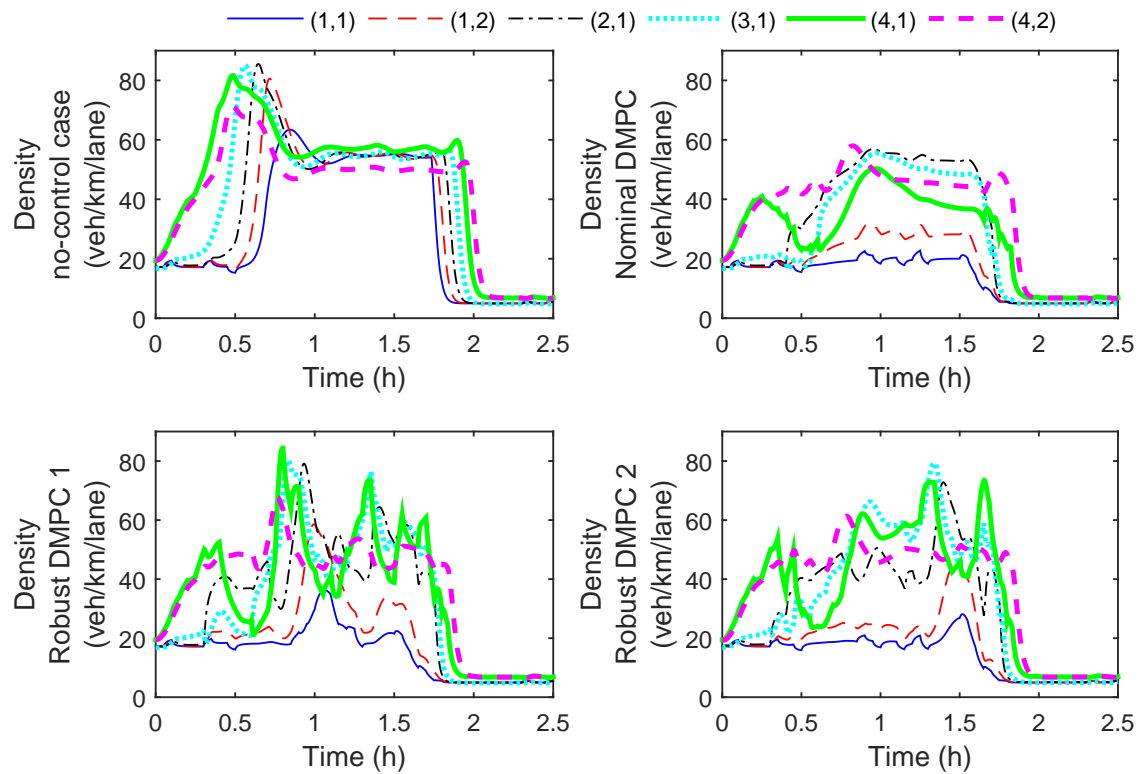 (1,1) (1,2) (2,1) (3,1) (4,1) (4,2)
Density
no-control case
(veh/km/lane)
80
60
40
20
0
0 0.5 1 1.5 2 2.5
Time (h)
Density
Nominal DMPC
(veh/km/lane)
80
60
40
20
0
0 0.5 1 1.5 2 2.5
Time (h)
Density
Robust DMPC 1
(veh/km/lane)
80
60
40
20
0
0 0.5 1 1.5 2 2.5
Time (h)
Density
Robust DMPC 2
(veh/km/lane)
80
60
40
20
0
0 0.5 1 1.5 2 2.5
Time (h)